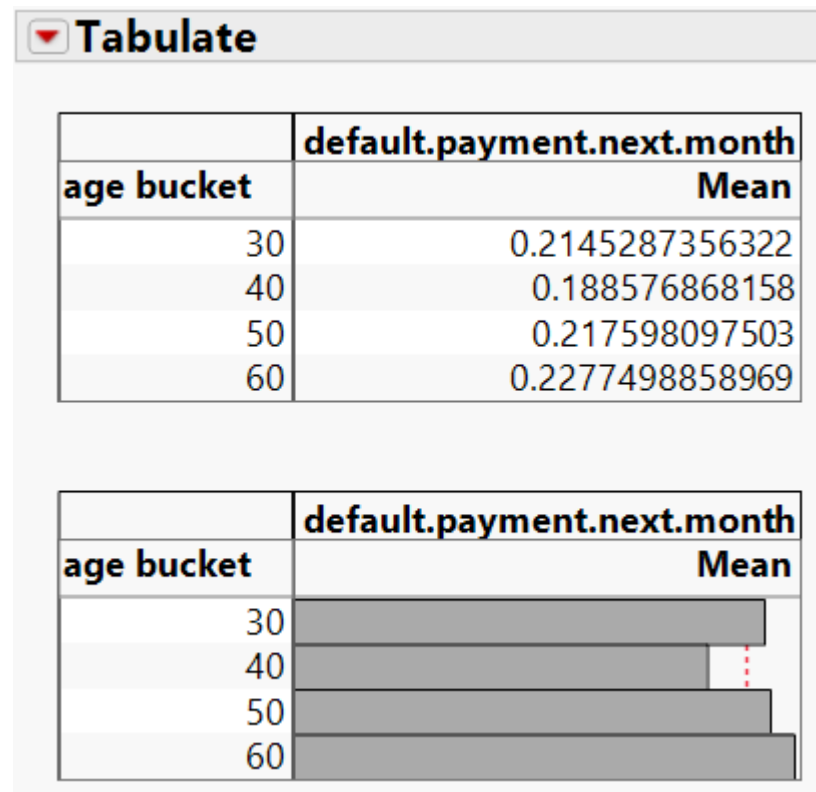 Tabulate
default.payment.next.month
age bucket Mean
30 0.2145287356322
40 0.188576868158
50 0.217598097503
60 0.2277498858969
default.payment.next.month
age bucket Mean
30
40
50
60